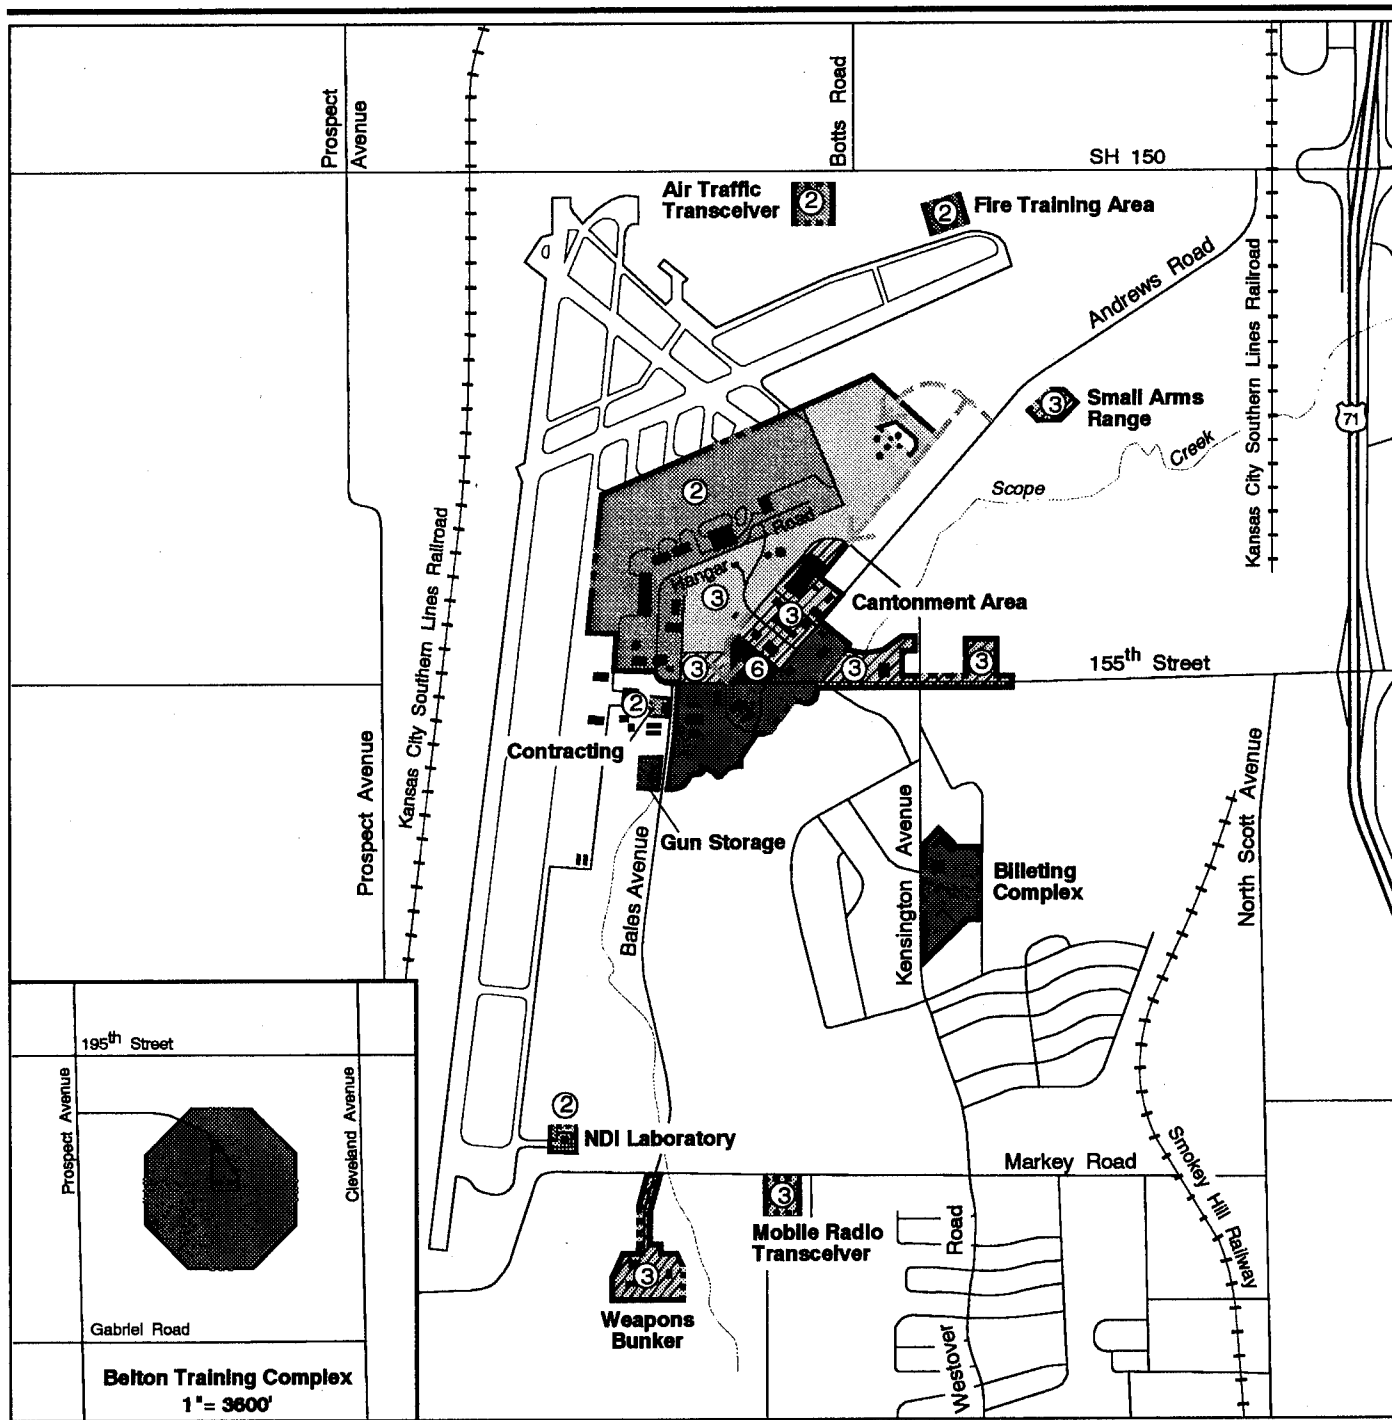 Prospect
Avenue
Botts Road
SH 150
Air Traffic
Transceiver
2
2
Fire Training Area
Andrews Road
Kansas City Southern Lines Railroad
71
3
Small Arms
Range
Scope Creek
2
Kansas City Southern Lines Railroad
Hangar Road
3
3
Cantonment Area
3
6
3
3
155th Street
2
Contracting
Gun Storage
Prospect Avenue
Bales Avenue
Kensington Avenue
Billeting
Complex
North Scott Avenue
195th Street
Prospect Avenue
Cleveland Avenue
Gabriel Road
Belton Training Complex
1"= 3600'
2
NDI Laboratory
Markey Road
3
Mobile Radio
Transceiver
3
Weapons
Bunker
Westover Road
Smokey Hill Railway